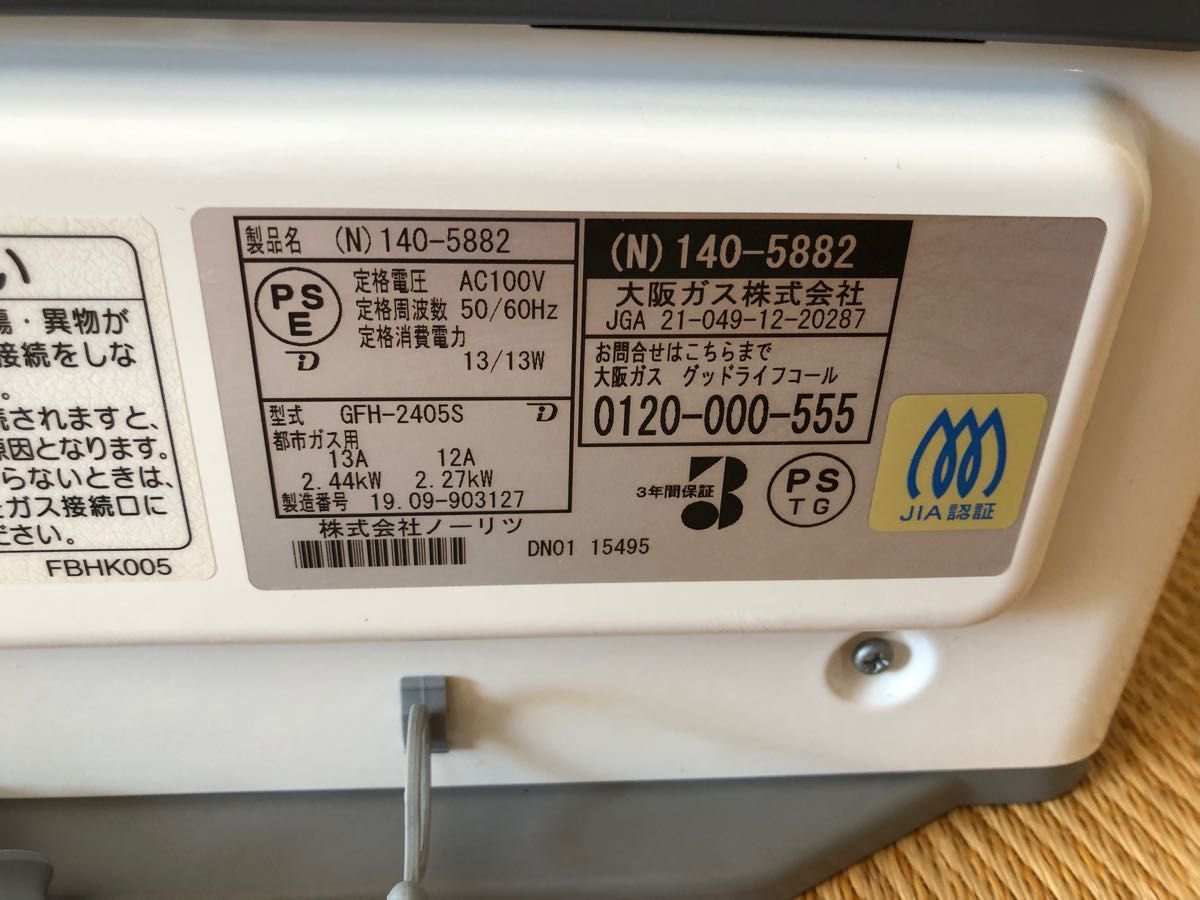 い
傷・異物が
接続をしな
。
続されますと、
原因となります。
らないときは、
とガス接続口に
ださい。
FBHK005
製品名 (N) 140-5882
PSE
定格電圧 AC100V
定格周波数 50/60Hz
定格消費電力
13/13W
D
型式 GFH-2405S D
都市ガス用
13A 12A
2.44kW 2.27kW
製造番号 19.09-903127
株式会社ノーリツ
DN01 15495
(N) 140-5882
大阪ガス株式会社
JGA 21-049-12-20287
お問合せはこちらまで
大阪ガス グッドライフコール
0120-000-555
3年間保証
3
PS
TG
JIA認証